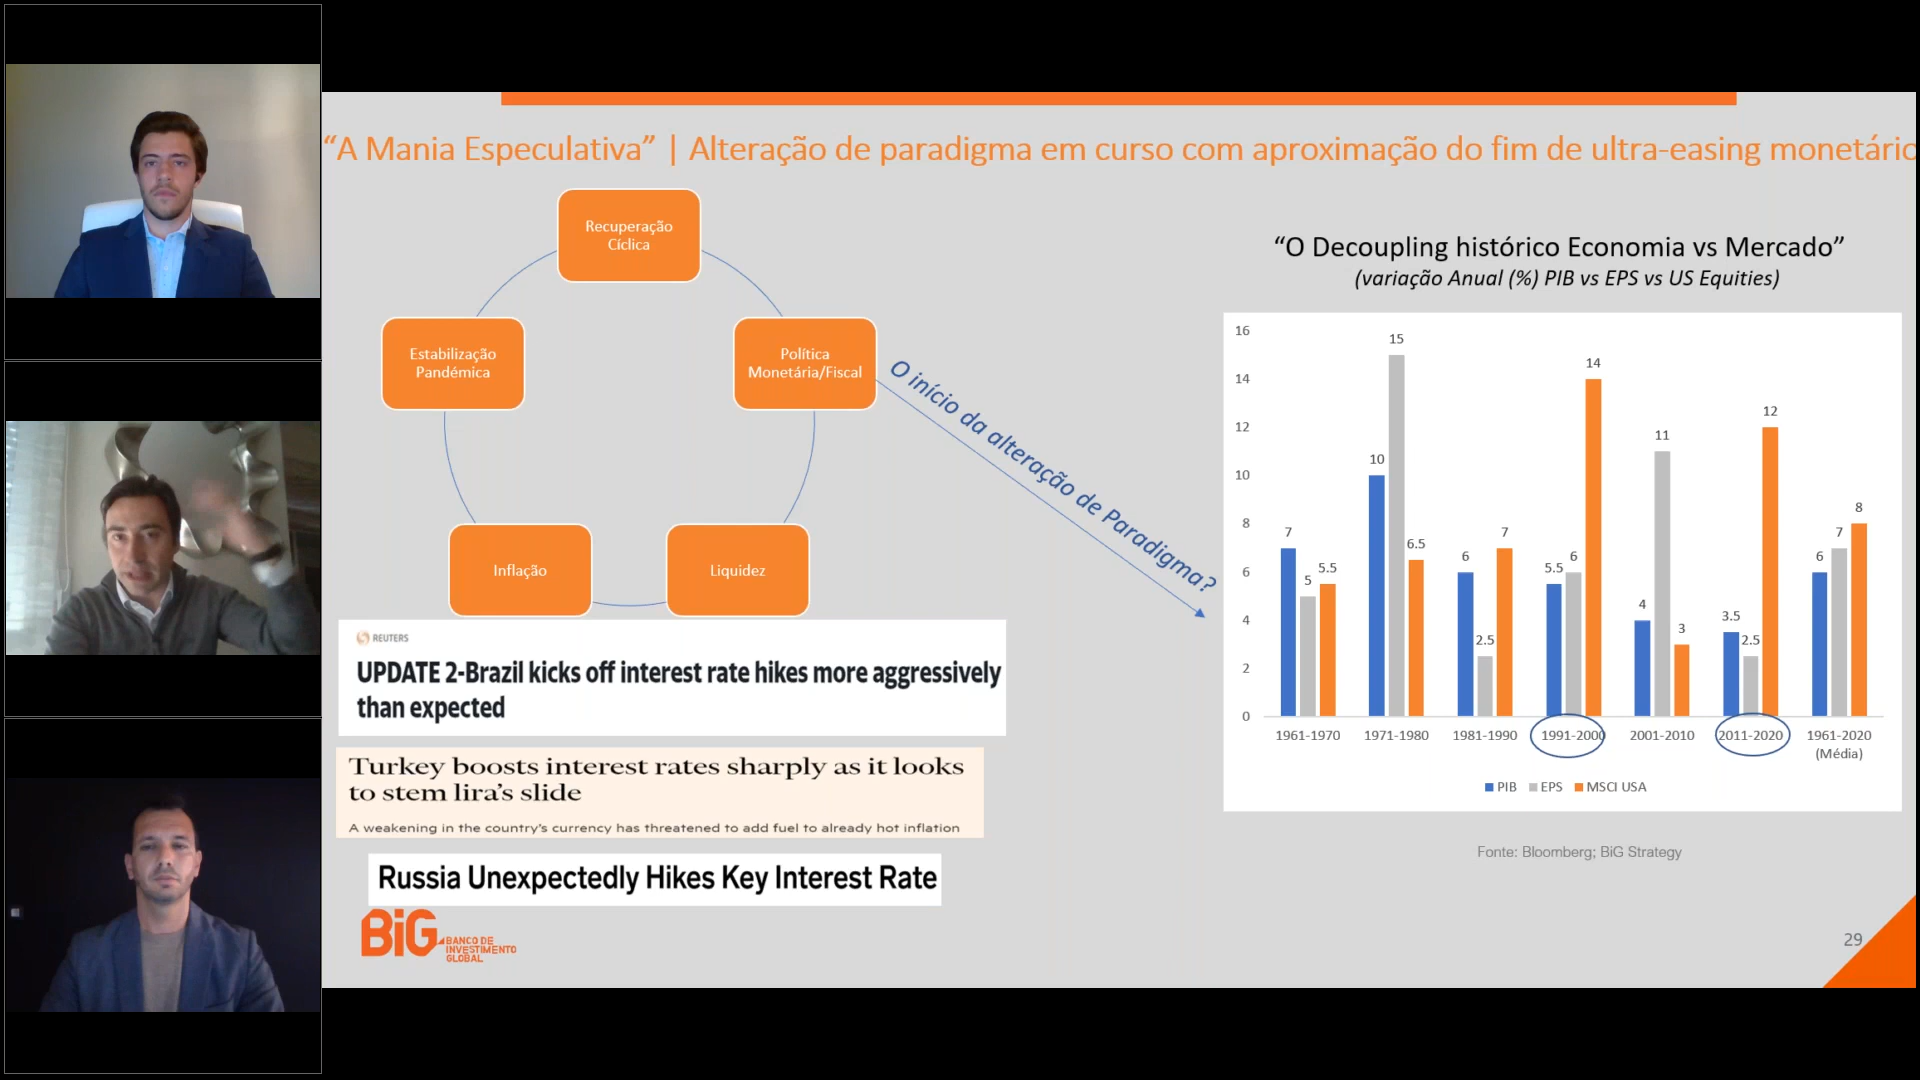 “A Mania Especulativa” | Alteração de paradigma em curso com aproximação do fim de ultra-easing monetário
Recuperação
Cíclica
Estabilização
Pandémica
Política
Monetária/Fiscal
Inflação
Liquidez
O início da alteração de Paradigma?
REUTERS
UPDATE 2-Brazil kicks off interest rate hikes more aggressively
than expected
Turkey boosts interest rates sharply as it looks
to stem lira’s slide
A weakening in the country’s currency has threatened to add fuel to already hot inflation
Russia Unexpectedly Hikes Key Interest Rate
BiG BANCO DE
INVESTIMENTO
GLOBAL
“O Decoupling histórico Economia vs Mercado”
(variação Anual (%) PIB vs EPS vs US Equities)
16
14
12
10
8
6
4
2
0
7
5
5.5
10
15
6.5
6
2.5
7
5.5
6
14
4
11
3
3.5
2.5
12
6
7
8
1961-1970
1971-1980
1981-1990
1991-2000
2001-2010
2011-2020
1961-2020
(Média)
PIB EPS MSCI USA
Fonte: Bloomberg; BiG Strategy
29